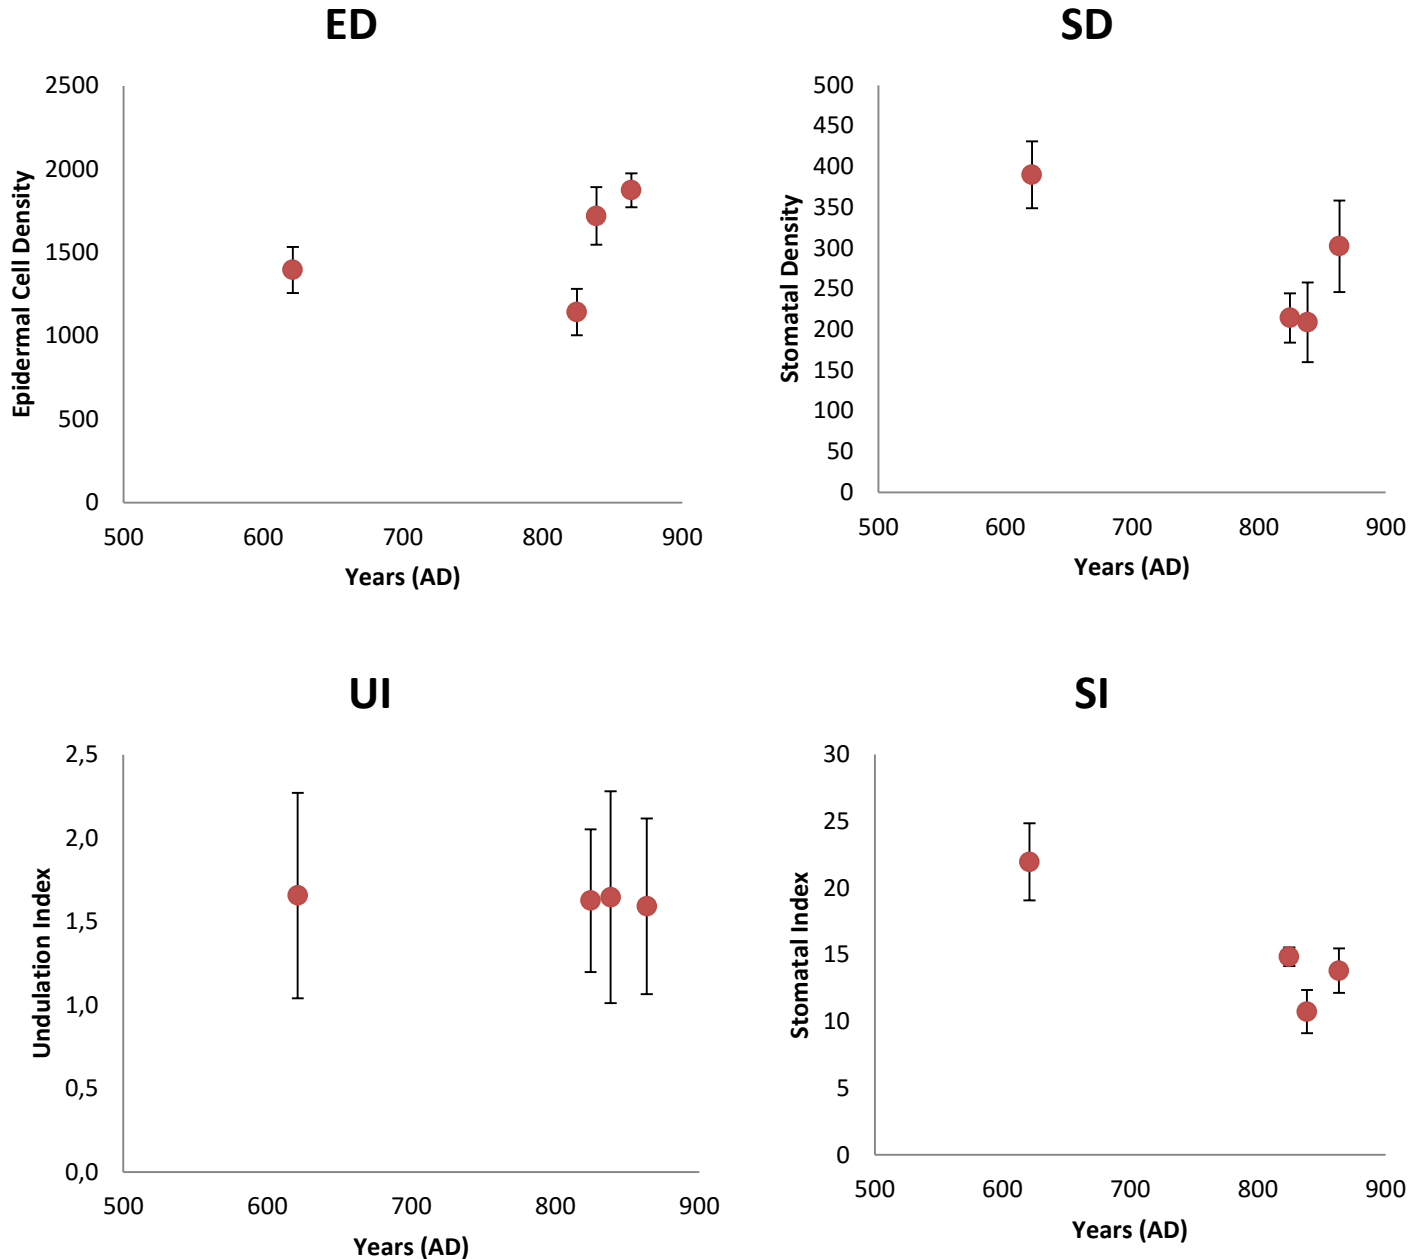 ED
2500
2000
1500
1000
500
0
Epidermal Cell Density
500 600 700 800 900
Years (AD)
SD
500
450
400
350
300
250
200
150
100
50
0
Stomatal Density
500 600 700 800 900
Years (AD)
UI
2,5
2,0
1,5
1,0
0,5
0,0
Undulation Index
500 600 700 800 900
Years (AD)
SI
30
25
20
15
10
5
0
Stomatal Index
500 600 700 800 900
Years (AD)